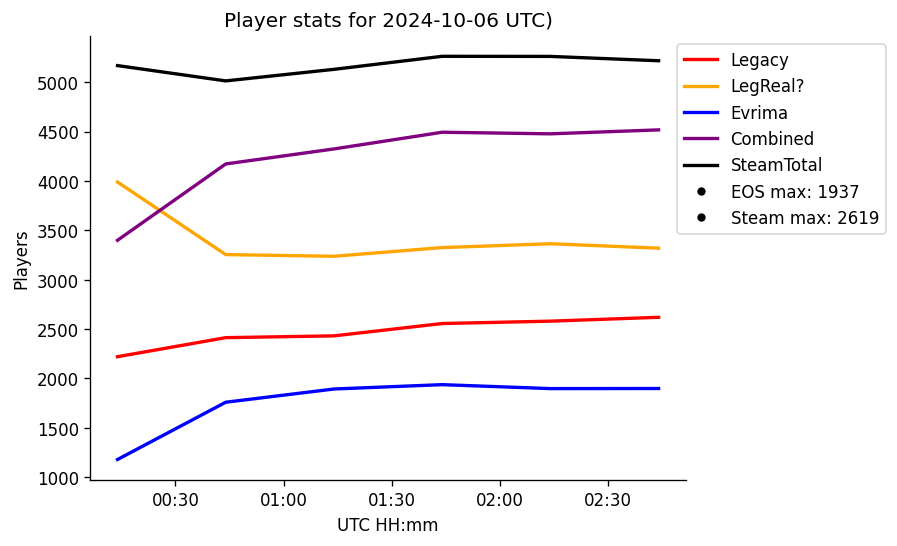 Player stats for 2024-10-06 UTC)
Players
5000
4500
4000
3500
3000
2500
2000
1500
1000
00:30 01:00 01:30 02:00 02:30
UTC HH:mm
Legacy
LegReal?
Evrima
Combined
SteamTotal
EOS max: 1937
Steam max: 2619